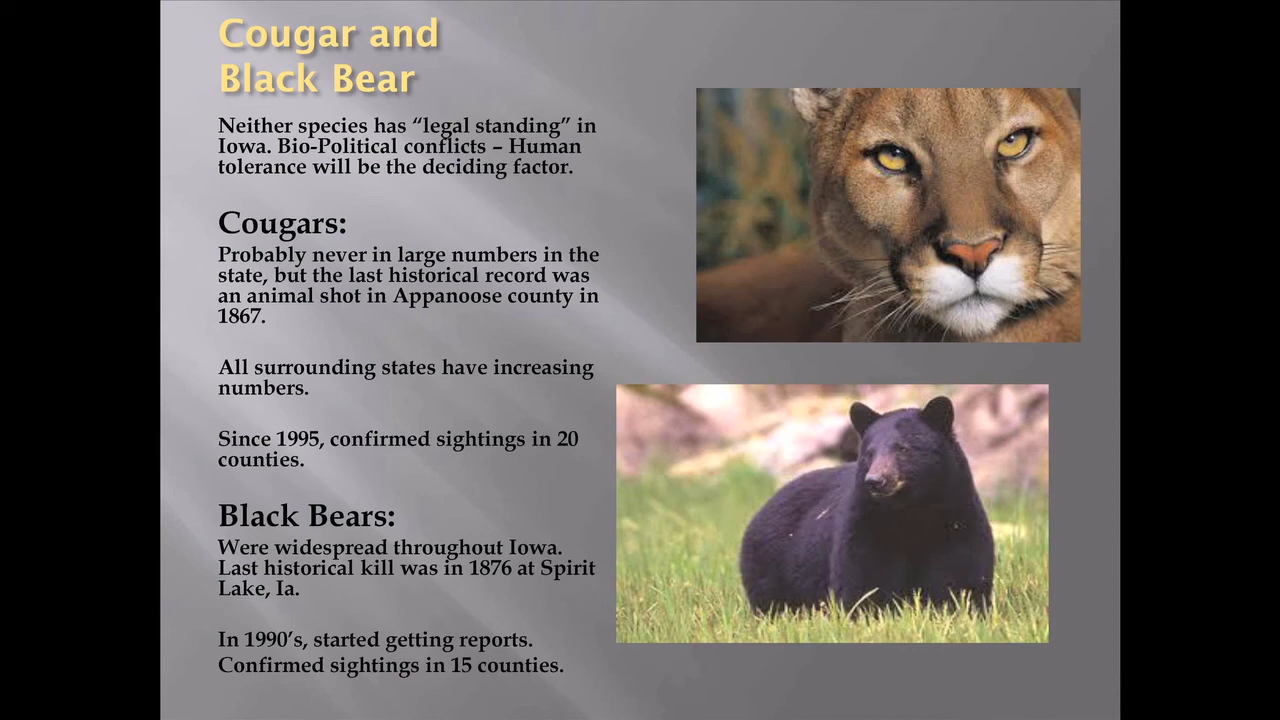 Cougar and
Black Bear
Neither species has “legal standing” in
Iowa. Bio-Political conflicts – Human
tolerance will be the deciding factor.
Cougars:
Probably never in large numbers in the
state, but the last historical record was
an animal shot in Appanoose county in
1867.
All surrounding states have increasing
numbers.
Since 1995, confirmed sightings in 20
counties.
Black Bears:
Were widespread throughout Iowa.
Last historical kill was in 1876 at Spirit
Lake, Ia.
In 1990’s, started getting reports.
Confirmed sightings in 15 counties.